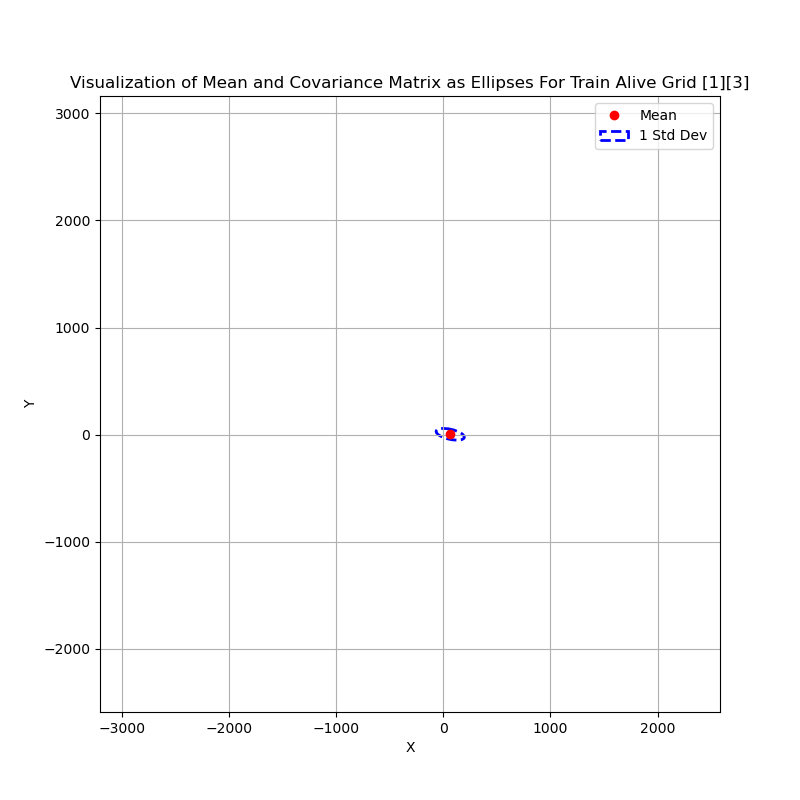 Visualization of Mean and Covariance Matrix as Ellipses For Train Alive Grid [1][3]
Mean
1 Std Dev
3000
2000
1000
0
−1000
−2000
Y
−3000
−2000
−1000
0
1000
2000
X